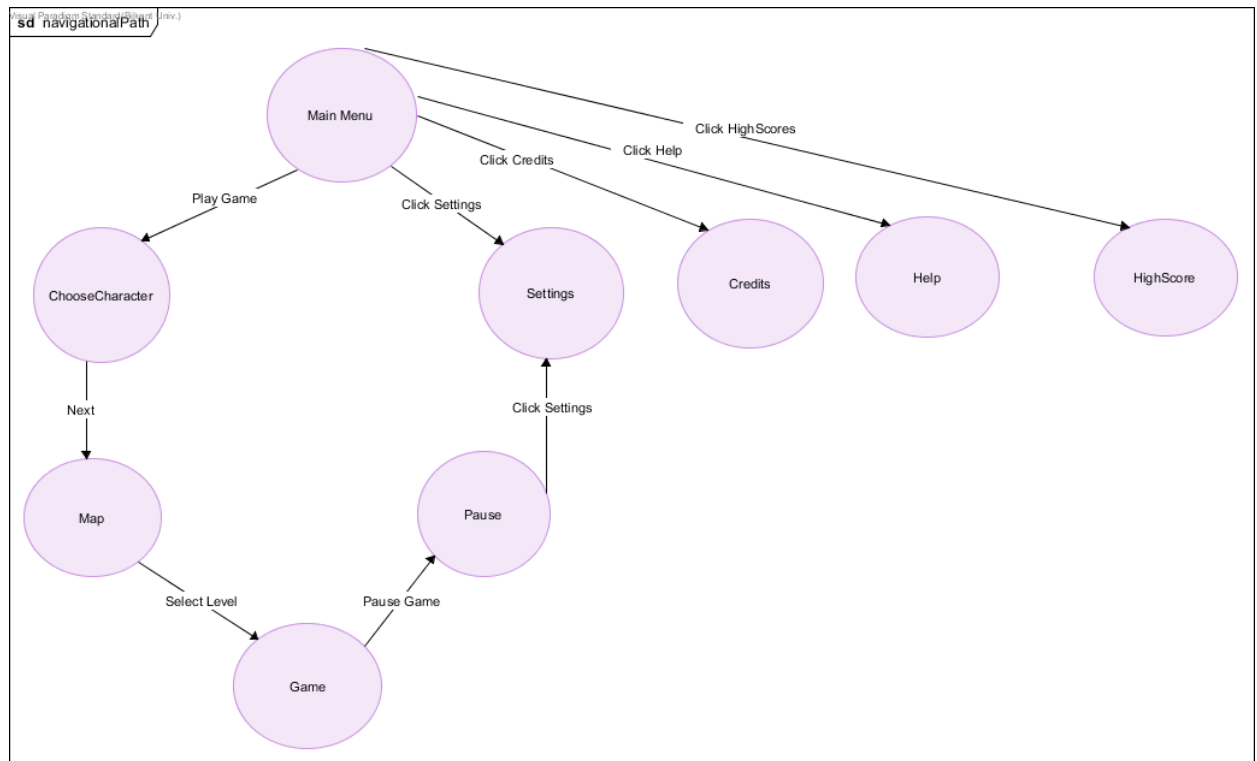 Visual Paradigm Standard(Bilkent Univ.)
sd navigationalPath
Main Menu
Click HighScores
Click Help
Click Credits
Play Game
Click Settings
ChooseCharacter
Settings
Credits
Help
HighScore
Next
Click Settings
Map
Pause
Select Level
Pause Game
Game